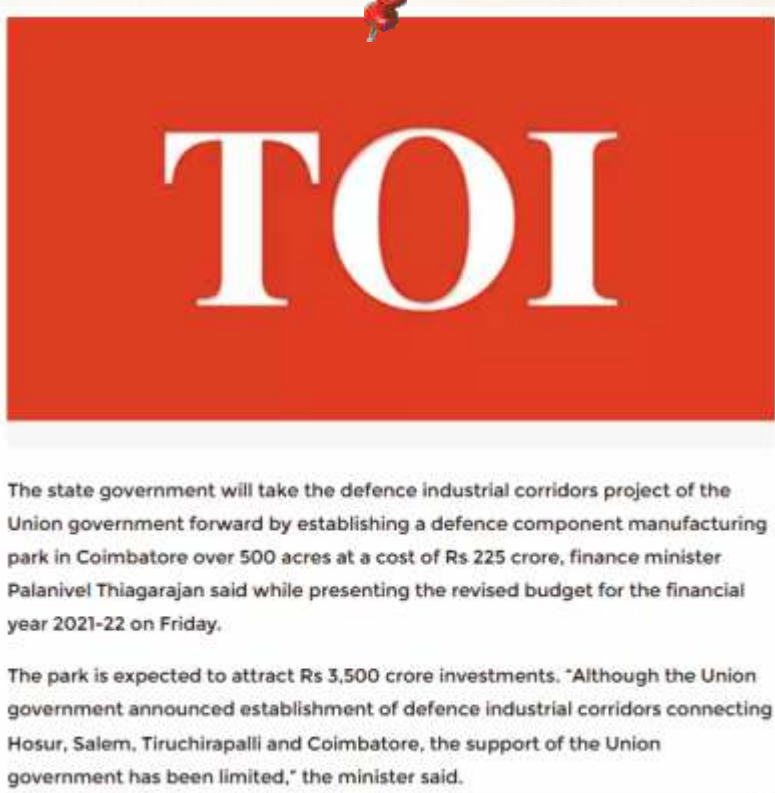 TOI
The state government will take the defence industrial corridors project of the
Union government forward by establishing a defence component manufacturing
park in Coimbatore over 500 acres at a cost of Rs 225 crore, finance minister
Palanivel Thiagarajan said while presenting the revised budget for the financial
year 2021-22 on Friday.
The park is expected to attract Rs 3,500 crore investments. "Although the Union
government announced establishment of defence industrial corridors connecting
Hosur, Salem, Tiruchirapalli and Coimbatore, the support of the Union
government has been limited," the minister said.